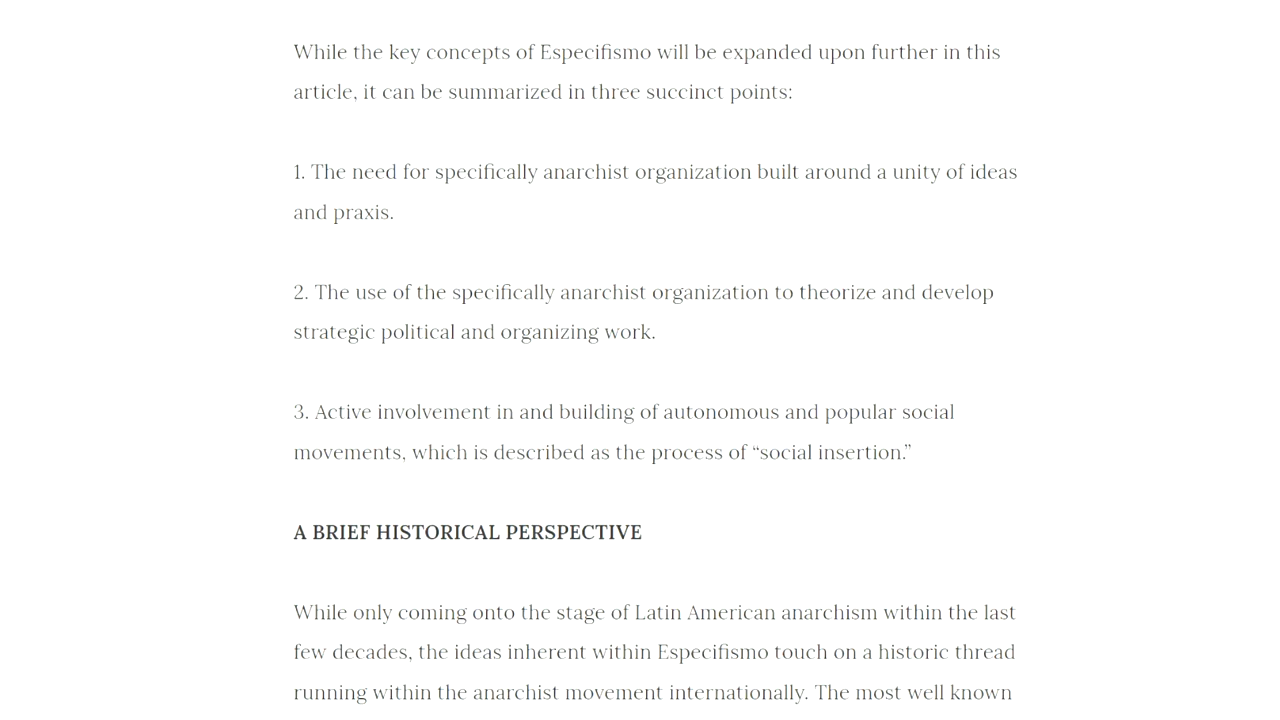 While the key concepts of Especifismo will be expanded upon further in this
article, it can be summarized in three succinct points:
1. The need for specifically anarchist organization built around a unity of ideas
and praxis.
2. The use of the specifically anarchist organization to theorize and develop
strategic political and organizing work.
3. Active involvement in and building of autonomous and popular social
movements, which is described as the process of “social insertion.”
A BRIEF HISTORICAL PERSPECTIVE
While only coming onto the stage of Latin American anarchism within the last
few decades, the ideas inherent within Especifismo touch on a historic thread
running within the anarchist movement internationally. The most well known